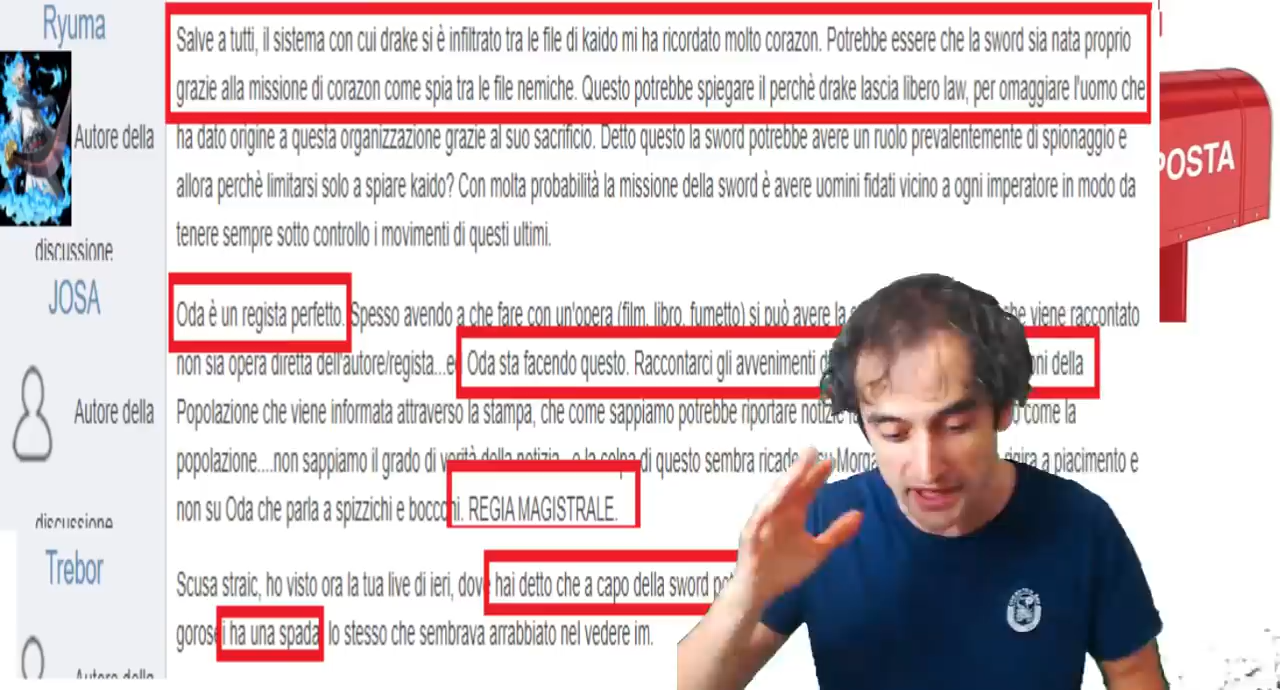 Ryuma
Autore della
discussione
Salve a tutti, il sistema con cui drake si è infiltrato tra le file di kaido mi ha ricordato molto corazon. Potrebbe essere che la sword sia nata proprio
grazie alla missione di corazon come spia tra le file nemiche. Questo potrebbe spiegare il perchè drake lascia libero law, per omaggiare l'uomo che
ha dato origine a questa organizzazione grazie al suo sacrificio. Detto questo la sword potrebbe avere un ruolo prevalentemente di spionaggio e
allora perchè limitarsi solo a spiare kaido? Con molta probabilità la missione della sword è avere uomini fidati vicino a ogni imperatore in modo da
tenere sempre sotto controllo i movimenti di questi ultimi.
POSTA
JOSA
Autore della
discussione
Oda è un regista perfetto. Spesso avendo a che fare con un'opera (film, libro, fumetto) si può avere la che viene raccontato
non sia opera diretta dell'autore/regista... Oda sta facendo questo. Raccontarci gli avvenimenti della
Popolazione che viene informata attraverso la stampa, che come sappiamo potrebbe riportare notizie come la
popolazione....non sappiamo il grado di verità della notizia di questo sembra ricade su rigira a piacimento e
non su Oda che parla a spizzichi e bocconi. REGIA MAGISTRALE.
Trebor
Autore della
Scusa straic, ho visto ora la tua live di ieri, dove hai detto che a capo della sword
gorosei ha una spada lo stesso che sembrava arrabbiato nel vedere im.